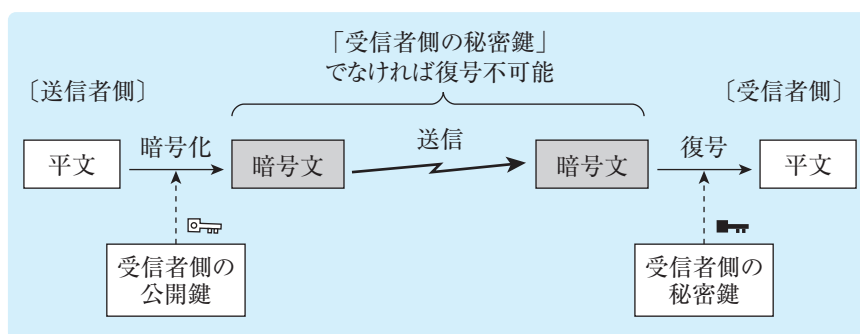 「受信者側の秘密鍵」
でなければ復号不可能
〔送信者側〕
〔受信者側〕
平文
暗号化
暗号文
送信
暗号文
復号
平文
受信者側の
公開鍵
受信者側の
秘密鍵